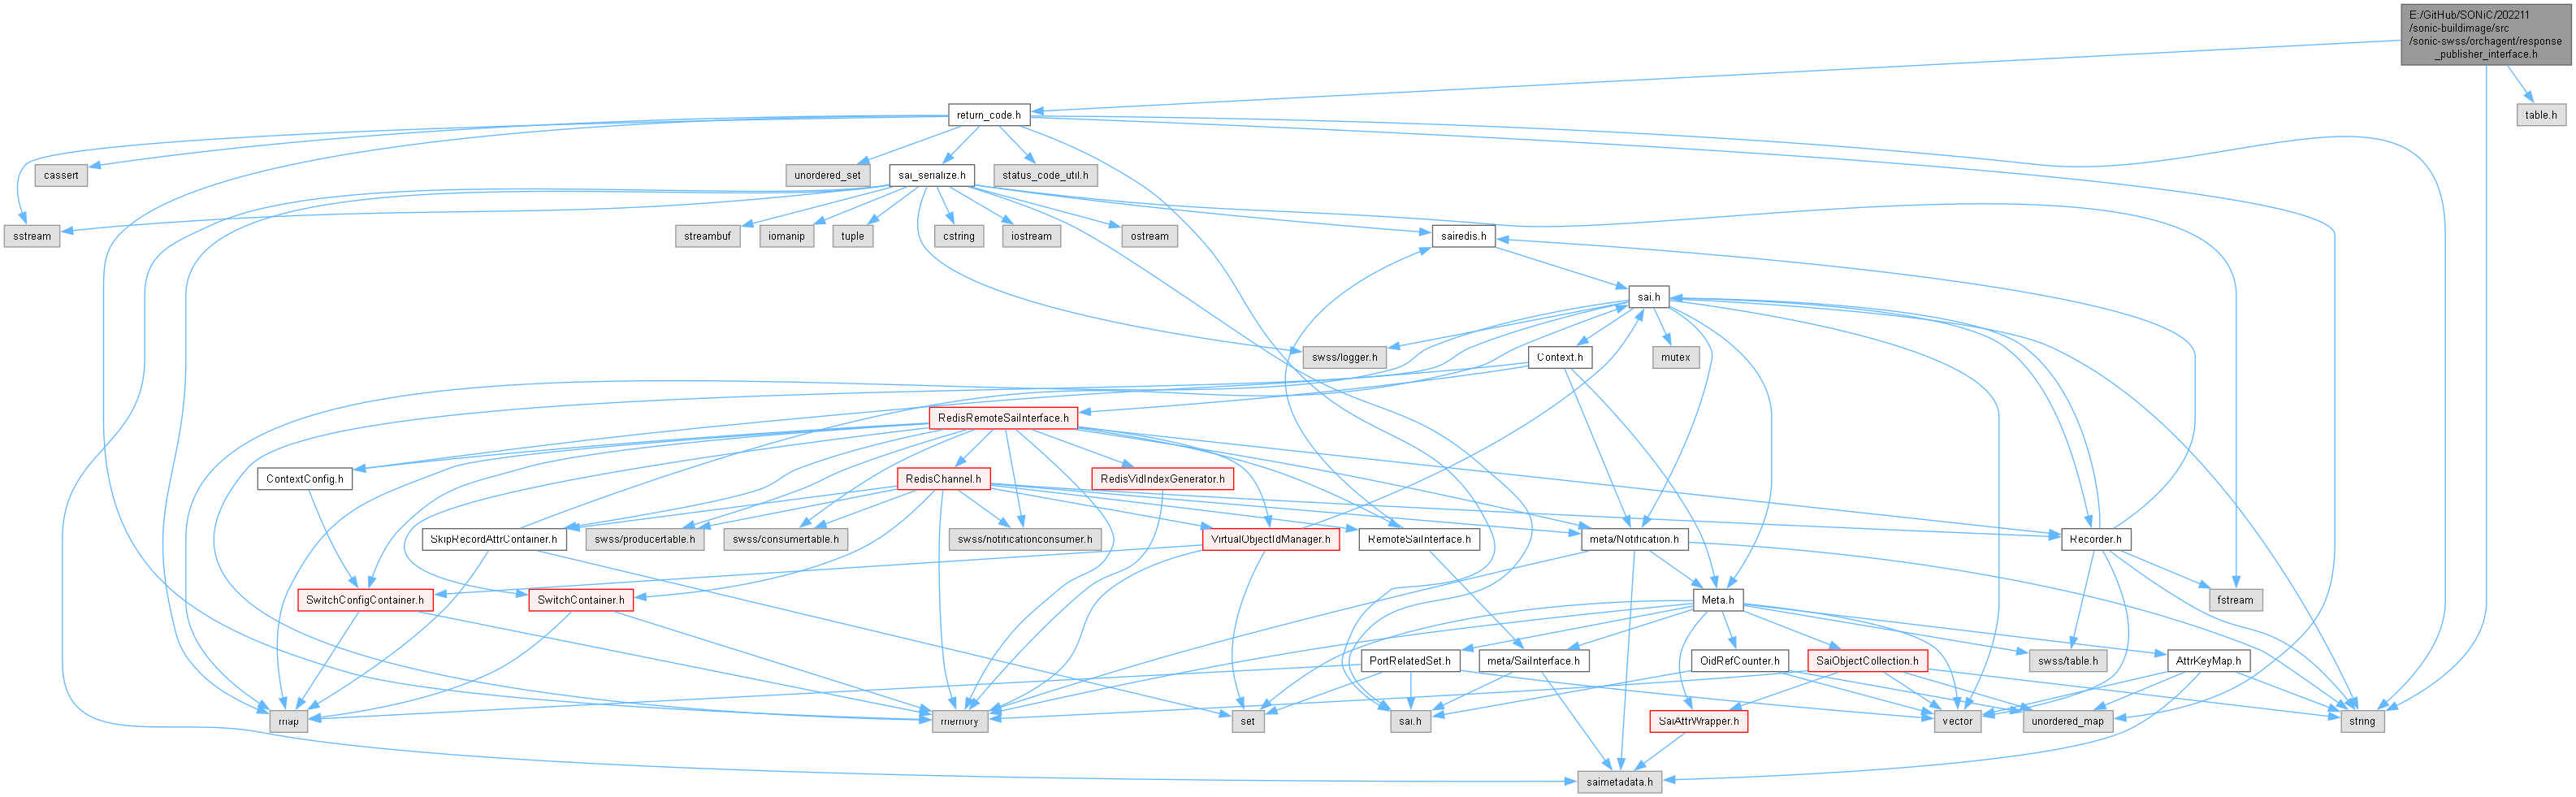 E:/GitHub/SONiC/202211
/sonic-buildimage/src
/sonic-swss/orchagent/response
_publisher_interface.h
return_code.h
table.h
cassert
unordered_set
sai_serialize.h
status_code_util.h
sstream
streambuf
iomanip
tuple
cstring
iostream
ostream
sairedis.h
sai.h
swss/logger.h
Context.h
mutex
RedisRemoteSaiInterface.h
ContextConfig.h
RedisChannel.h
RedisVidIndexGenerator.h
SkipRecordAttrContainer.h
swss/producertable.h
swss/consumertable.h
swss/notificationconsumer.h
VirtualObjectIdManager.h
RemoteSaiInterface.h
meta/Notification.h
Recorder.h
SwitchConfigContainer.h
SwitchContainer.h
Meta.h
fstream
PortRelatedSet.h
meta/SaiInterface.h
OidRefCounter.h
SaiObjectCollection.h
swss/table.h
AttrKeyMap.h
map
memory
set
sai.h
SaiAttrWrapper.h
vector
unordered_map
string
saimetadata.h